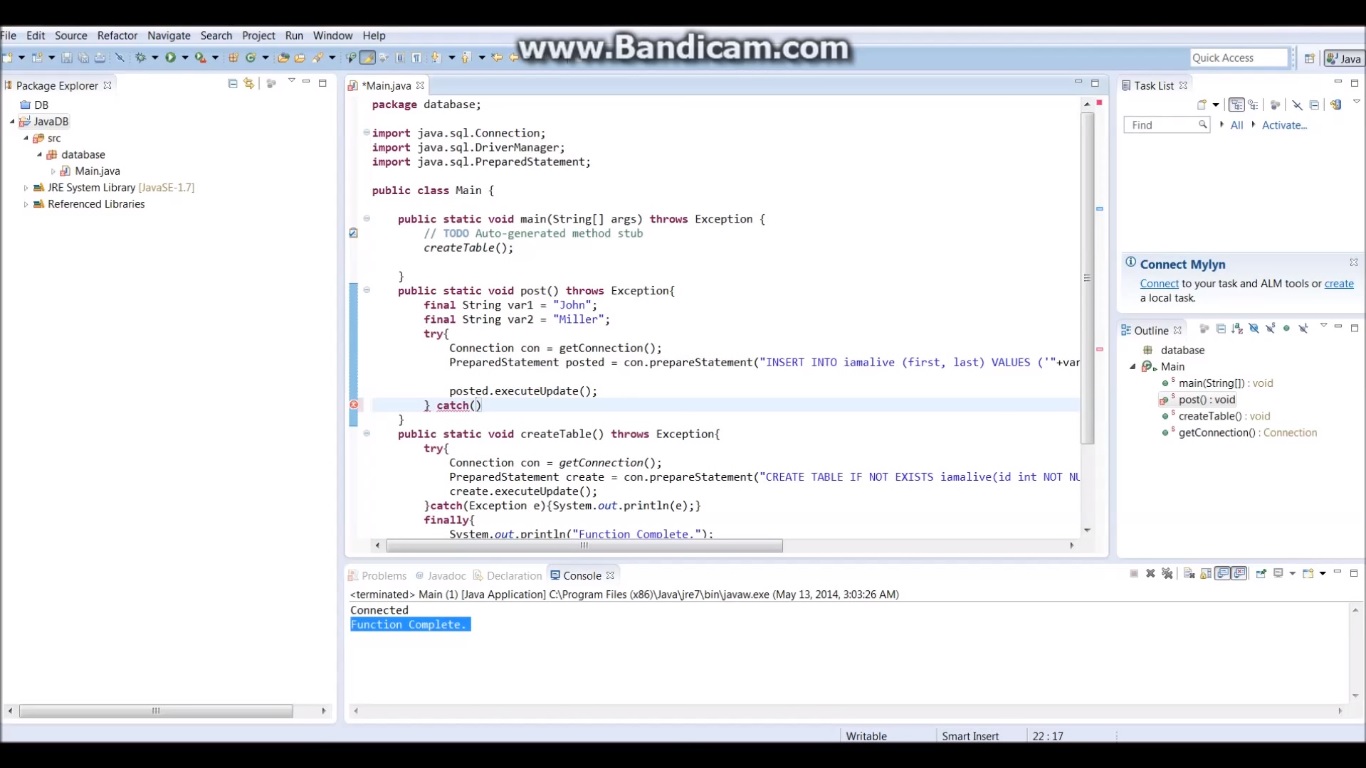 www.Bandicam.com
File Edit Source Refactor Navigate Search Project Run Window Help
Quick Access
Java
Package Explorer
DB
JavaDB
src
database
Main.java
JRE System Library [JavaSE-1.7]
Referenced Libraries
*Main.java
package database;
import java.sql.Connection;
import java.sql.DriverManager;
import java.sql.PreparedStatement;
public class Main {
public static void main(String[] args) throws Exception {
// TODO Auto-generated method stub
createTable();
}
public static void post() throws Exception{
final String var1 = "John";
final String var2 = "Miller";
try{
Connection con = getConnection();
PreparedStatement posted = con.prepareStatement("INSERT INTO iamalive (first, last) VALUES ('"+var
posted.executeUpdate();
} catch()
}
public static void createTable() throws Exception{
try{
Connection con = getConnection();
PreparedStatement create = con.prepareStatement("CREATE TABLE IF NOT EXISTS iamalive(id int NOT NU
create.executeUpdate();
}catch(Exception e){System.out.println(e);}
finally{
System.out.println("Function Complete.");
Task List
Find
All
Activate...
Connect Mylyn
Connect to your task and ALM tools or create
a local task.
Outline
database
Main
main(String[]) : void
post() : void
createTable() : void
getConnection() : Connection
Problems @ Javadoc Declaration Console
<terminated> Main (1) [Java Application] C:\Program Files (x86)\Java\jre7\bin\javaw.exe (May 13, 2014, 3:03:26 AM)
Connected
Function Complete.
Writable
Smart Insert
22 : 17